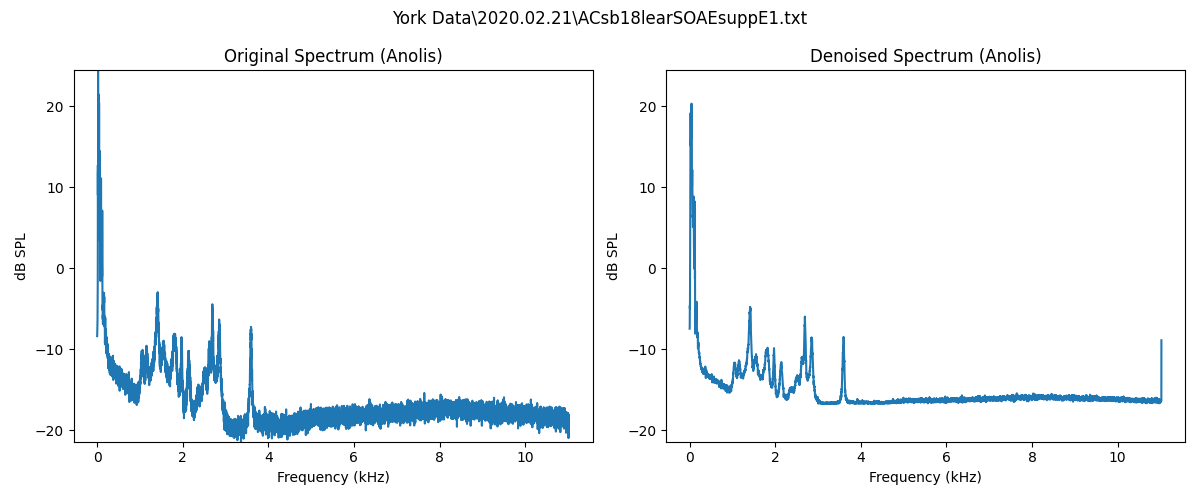 York Data\2020.02.21\ACsb18learSOAEsuppE1.txt
Original Spectrum (Anolis)
20
10
0
−10
−20
dB SPL
0 2 4 6 8 10
Frequency (kHz)
Denoised Spectrum (Anolis)
20
10
0
−10
−20
dB SPL
0 2 4 6 8 10
Frequency (kHz)